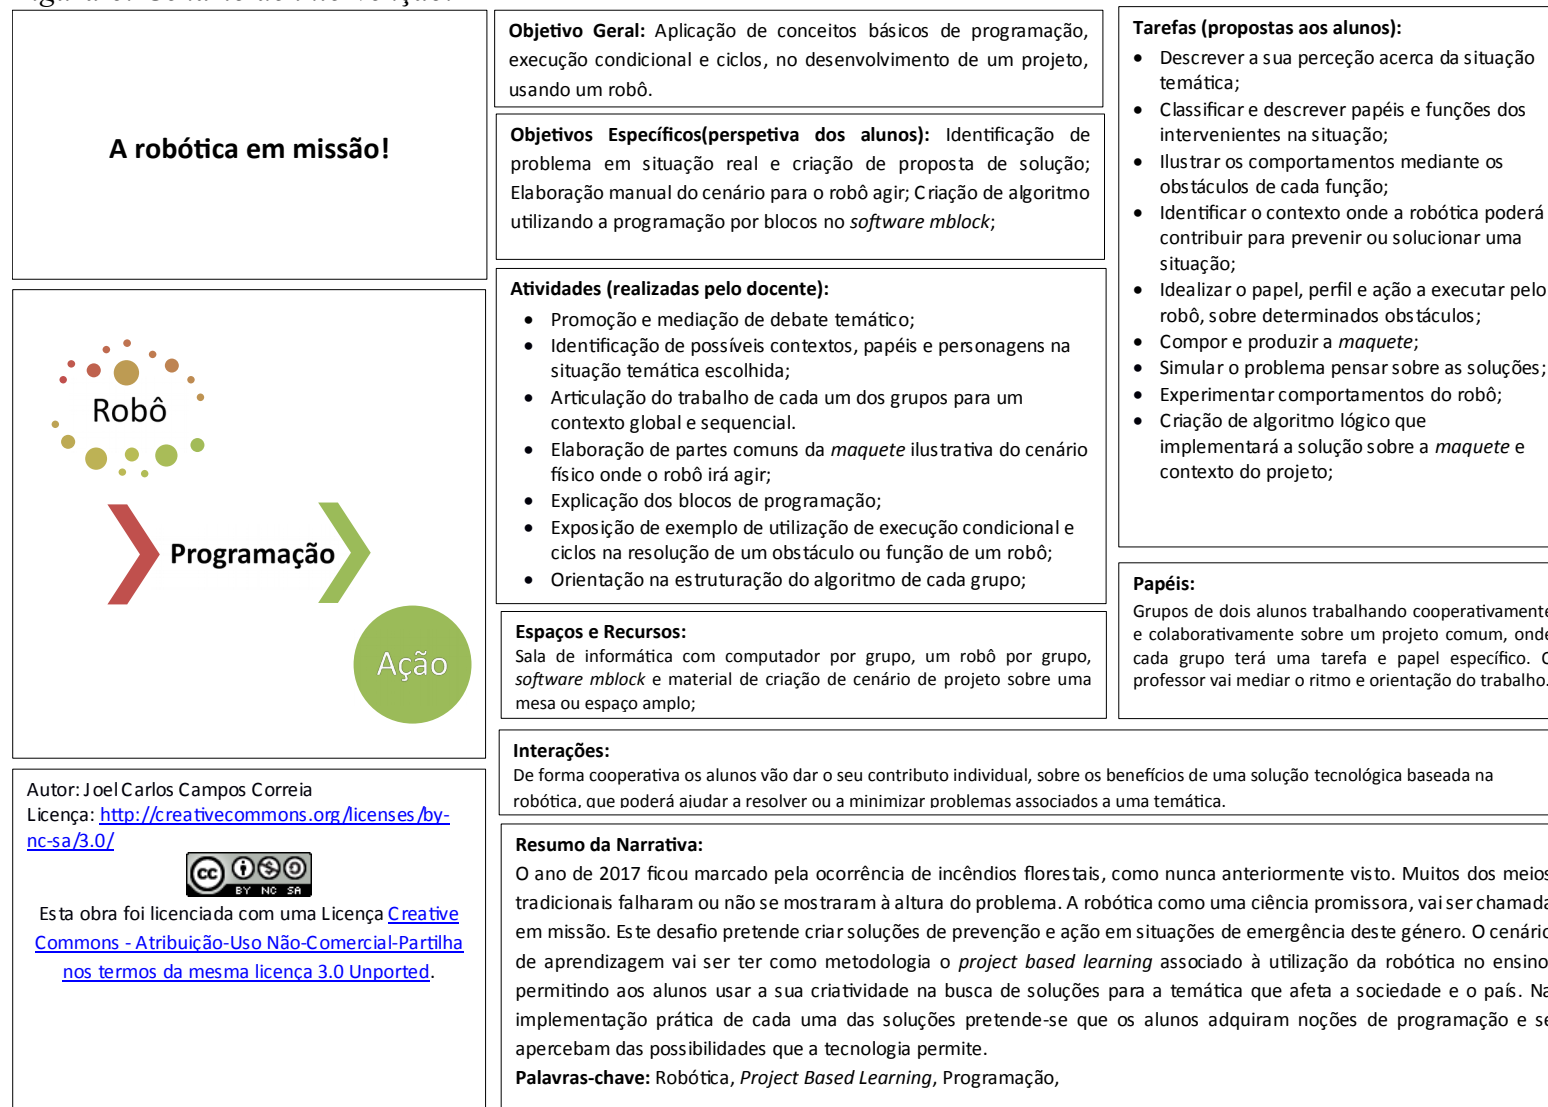 A robótica em missão!
Robô
Programação
Ação
Autor: Joel Carlos Campos Correia
Licença: http://creativecommons.org/licenses/by-
nc-sa/3.0/
cc
BY NC SA
Esta obra foi licenciada com uma Licença Creative
Commons - Atribuição-Uso Não-Comercial-Partilha
nos termos da mesma licença 3.0 Unported.
Objetivo Geral: Aplicação de conceitos básicos de programação,
execução condicional e ciclos, no desenvolvimento de um projeto,
usando um robô.
Objetivos Específicos(perspetiva dos alunos): Identificação de
problema em situação real e criação de proposta de solução;
Elaboração manual do cenário para o robô agir; Criação de algoritmo
utilizando a programação por blocos no software mblock;
Atividades (realizadas pelo docente):
• Promoção e mediação de debate temático;
• Identificação de possíveis contextos, papéis e personagens na
situação temática escolhida;
• Articulação do trabalho de cada um dos grupos para um
contexto global e sequencial.
• Elaboração de partes comuns da maquete ilustrativa do cenário
físico onde o robô irá agir;
• Explicação dos blocos de programação;
• Exposição de exemplo de utilização de execução condicional e
ciclos na resolução de um obstáculo ou função de um robô;
• Orientação na estruturação do algoritmo de cada grupo;
Espaços e Recursos:
Sala de informática com computador por grupo, um robô por grupo,
software mblock e material de criação de cenário de projeto sobre uma
mesa ou espaço amplo;
Tarefas (propostas aos alunos):
• Descrever a sua perceção acerca da situação
temática;
• Classificar e descrever papéis e funções dos
intervenientes na situação;
• Ilustrar os comportamentos mediante os
obstáculos de cada função;
• Identificar o contexto onde a robótica poderá
contribuir para prevenir ou solucionar uma
situação;
• Idealizar o papel, perfil e ação a executar pelo
robô, sobre determinados obstáculos;
• Compor e produzir a maquete;
• Simular o problema pensar sobre as soluções;
• Experimentar comportamentos do robô;
• Criação de algoritmo lógico que
implementará a solução sobre a maquete e
contexto do projeto;
Papéis:
Grupos de dois alunos trabalhando cooperativamente
e colaborativamente sobre um projeto comum, onde
cada grupo terá uma tarefa e papel específico. O
professor vai mediar o ritmo e orientação do trabalho.
Interações:
De forma cooperativa os alunos vão dar o seu contributo individual, sobre os benefícios de uma solução tecnológica baseada na
robótica, que poderá ajudar a resolver ou a minimizar problemas associados a uma temática.
Resumo da Narrativa:
O ano de 2017 ficou marcado pela ocorrência de incêndios florestais, como nunca anteriormente visto. Muitos dos meios
tradicionais falharam ou não se mostraram à altura do problema. A robótica como uma ciência promissora, vai ser chamada
em missão. Este desafio pretende criar soluções de prevenção e ação em situações de emergência deste género. O cenário
de aprendizagem vai ser ter como metodologia o project based learning associado à utilização da robótica no ensino
permitindo aos alunos usar a sua criatividade na busca de soluções para a temática que afeta a sociedade e o país. Na
implementação prática de cada uma das soluções pretende-se que os alunos adquiram noções de programação e se
apercebam das possibilidades que a tecnologia permite.
Palavras-chave: Robótica, Project Based Learning, Programação,